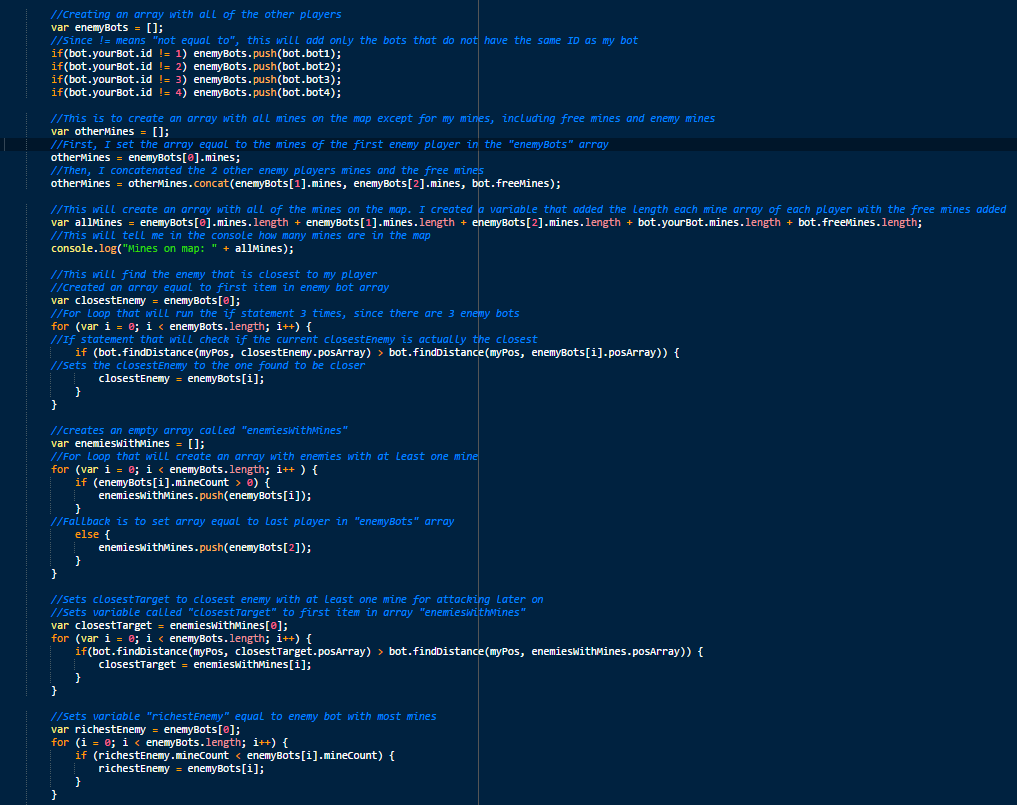 //Creating an array with all of the other players
var enemyBots = [];
//Since != means "not equal to", this will add only the bots that do not have the same ID as my bot
if(bot.yourBot.id != 1) enemyBots.push(bot.bot1);
if(bot.yourBot.id != 2) enemyBots.push(bot.bot2);
if(bot.yourBot.id != 3) enemyBots.push(bot.bot3);
if(bot.yourBot.id != 4) enemyBots.push(bot.bot4);
//This is to create an array with all mines on the map except for my mines, including free mines and enemy mines
var otherMines = [];
//First, I set the array equal to the mines of the first enemy player in the "enemyBots" array
otherMines = enemyBots[0].mines;
//Then, I concatenated the 2 other enemy players mines and the free mines
otherMines = otherMines.concat(enemyBots[1].mines, enemyBots[2].mines, bot.freeMines);
//This will create an array with all of the mines on the map. I created a variable that added the length each mine array of each player with the free mines added
var allMines = enemyBots[0].mines.length + enemyBots[1].mines.length + enemyBots[2].mines.length + bot.yourBot.mines.length + bot.freeMines.length;
//This will tell me in the console how many mines are in the map
console.log("Mines on map: " + allMines);
//This will find the enemy that is closest to my player
//Created an array equal to first item in enemy bot array
var closestEnemy = enemyBots[0];
//For loop that will run the if statement 3 times, since there are 3 enemy bots
for (var i = 0; i < enemyBots.length; i++) {
//If statement that will check if the current closestEnemy is actually the closest
if (bot.findDistance(myPos, closestEnemy.posArray) > bot.findDistance(myPos, enemyBots[i].posArray)) {
//Sets the closestEnemy to the one found to be closer
closestEnemy = enemyBots[i];
}
}
//creates an empty array called "enemiesWithMines"
var enemiesWithMines = [];
//For loop that will create an array with enemies with at least one mine
for (var i = 0; i < enemyBots.length; i++ ) {
if (enemyBots[i].mineCount > 0) {
enemiesWithMines.push(enemyBots[i]);
}
//Fallback is to set array equal to last player in "enemyBots" array
else {
enemiesWithMines.push(enemyBots[2]);
}
}
//Sets closestTarget to closest enemy with at least one mine for attacking later on
//Sets variable called "closestTarget" to first item in array "enemiesWithMines"
var closestTarget = enemiesWithMines[0];
for (var i = 0; i < enemyBots.length; i++) {
if(bot.findDistance(myPos, closestTarget.posArray) > bot.findDistance(myPos, enemiesWithMines.posArray)) {
closestTarget = enemiesWithMines[i];
}
}
//Sets variable "richestEnemy" equal to enemy bot with most mines
var richestEnemy = enemyBots[0];
for (i = 0; i < enemyBots.length; i++) {
if (richestEnemy.mineCount < enemyBots[i].mineCount) {
richestEnemy = enemyBots[i];
}
}